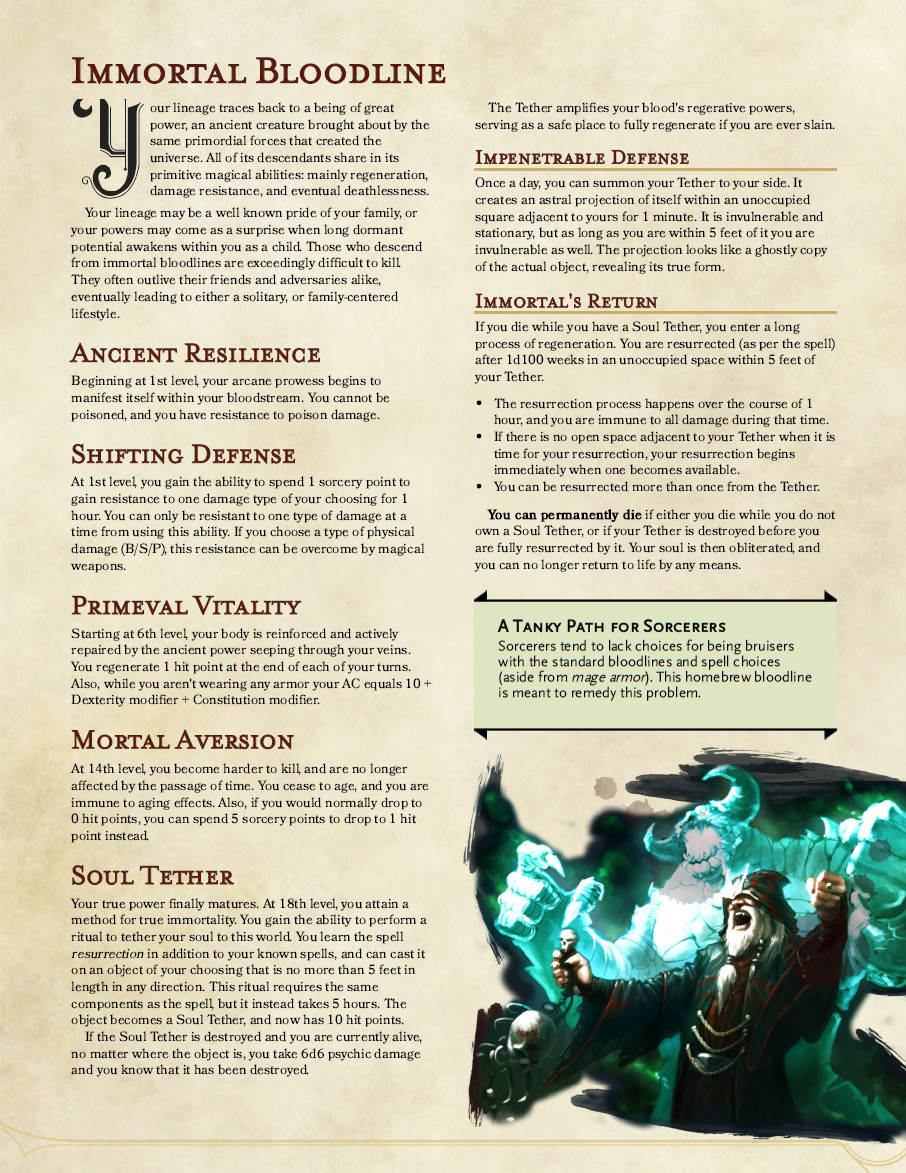 Immortal Bloodline
Your lineage traces back to a being of great
power, an ancient creature brought about by the
same primordial forces that created the
universe. All of its descendants share in its
primitive magical abilities: mainly regeneration,
damage resistance, and eventual deathlessness.
Your lineage may be a well known pride of your family, or
your powers may come as a surprise when long dormant
potential awakens within you as a child. Those who descend
from immortal bloodlines are exceedingly difficult to kill.
They often outlive their friends and adversaries alike,
eventually leading to either a solitary, or family-centered
lifestyle.
Ancient Resilience
Beginning at 1st level, your arcane prowess begins to
manifest itself within your bloodstream. You cannot be
poisoned, and you have resistance to poison damage.
Shifting Defense
At 1st level, you gain the ability to spend 1 sorcery point to
gain resistance to one damage type of your choosing for 1
hour. You can only be resistant to one type of damage at a
time from using this ability. If you choose a type of physical
damage (B/S/P), this resistance can be overcome by magical
weapons.
Primeval Vitality
Starting at 6th level, your body is reinforced and actively
repaired by the ancient power seeping through your veins.
You regenerate 1 hit point at the end of each of your turns.
Also, while you aren't wearing any armor your AC equals 10 +
Dexterity modifier + Constitution modifier.
Mortal Aversion
At 14th level, you become harder to kill, and are no longer
affected by the passage of time. You cease to age, and you are
immune to aging effects. Also, if you would normally drop to
0 hit points, you can spend 5 sorcery points to drop to 1 hit
point instead.
Soul Tether
Your true power finally matures. At 18th level, you attain a
method for true immortality. You gain the ability to perform a
ritual to tether your soul to this world. You learn the spell
resurrection in addition to your known spells, and can cast it
on an object of your choosing that is no more than 5 feet in
length in any direction. This ritual requires the same
components as the spell, but it instead takes 5 hours. The
object becomes a Soul Tether, and now has 10 hit points.
If the Soul Tether is destroyed and you are currently alive,
no matter where the object is, you take 6d6 psychic damage
and you know that it has been destroyed.
The Tether amplifies your blood's regerative powers,
serving as a safe place to fully regenerate if you are ever slain.
Impenetrable Defense
Once a day, you can summon your Tether to your side. It
creates an astral projection of itself within an unoccupied
square adjacent to yours for 1 minute. It is invulnerable and
stationary, but as long as you are within 5 feet of it you are
invulnerable as well. The projection looks like a ghostly copy
of the actual object, revealing its true form.
Immortal's Return
If you die while you have a Soul Tether, you enter a long
process of regeneration. You are resurrected (as per the spell)
after 1d100 weeks in an unoccupied space within 5 feet of
your Tether.
• The resurrection process happens over the course of 1
hour, and you are immune to all damage during that time.
• If there is no open space adjacent to your Tether when it is
time for your resurrection, your resurrection begins
immediately when one becomes available.
• You can be resurrected more than once from the Tether.
You can permanently die if either you die while you do not
own a Soul Tether, or if your Tether is destroyed before you
are fully resurrected by it. Your soul is then obliterated, and
you can no longer return to life by any means.
A Tanky Path for Sorcerers
Sorcerers tend to lack choices for being bruisers
with the standard bloodlines and spell choices
(aside from mage armor). This homebrew bloodline
is meant to remedy this problem.